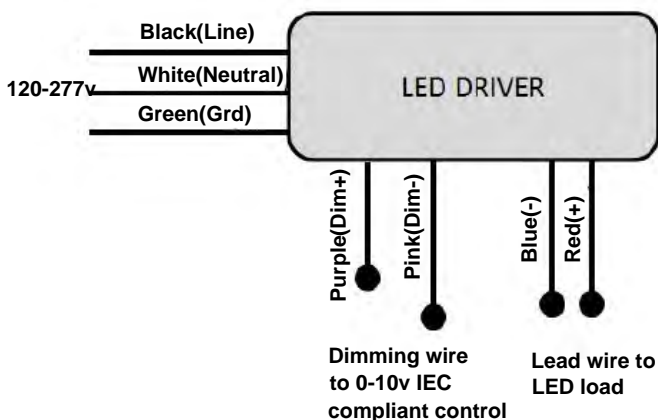 Black(Line)
White(Neutral)
120-277v
Green(Grd)
LED DRIVER
Purple(Dim+)
Pink(Dim-)
Blue(-)
Red(+)
Dimming wire
to 0-10v IEC
compliant control
Lead wire to
LED load